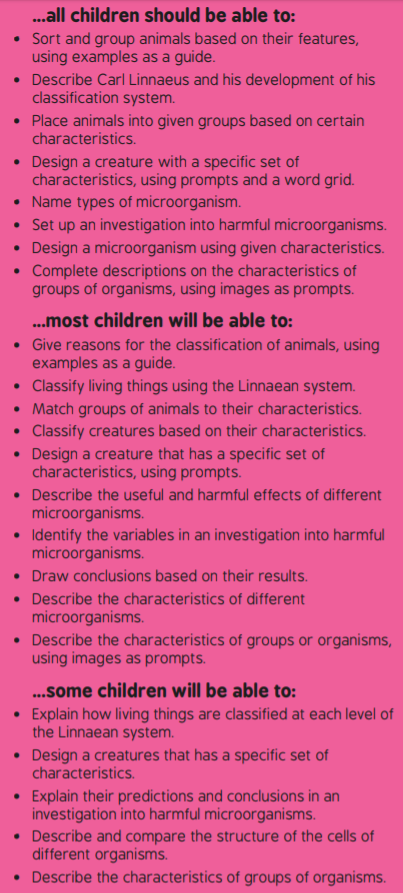 ...all children should be able to:
• Sort and group animals based on their features,
using examples as a guide.
• Describe Carl Linnaeus and his development of his
classification system.
• Place animals into given groups based on certain
characteristics.
• Design a creature with a specific set of
characteristics, using prompts and a word grid.
• Name types of microorganism.
• Set up an investigation into harmful microorganisms.
• Design a microorganism using given characteristics.
• Complete descriptions on the characteristics of
groups of organisms, using images as prompts.
...most children will be able to:
• Give reasons for the classification of animals, using
examples as a guide.
• Classify living things using the Linnaean system.
• Match groups of animals to their characteristics.
• Classify creatures based on their characteristics.
• Design a creature that has a specific set of
characteristics, using prompts.
• Describe the useful and harmful effects of different
microorganisms.
• Identify the variables in an investigation into harmful
microorganisms.
• Draw conclusions based on their results.
• Describe the characteristics of different
microorganisms.
• Describe the characteristics of groups or organisms,
using images as prompts.
...some children will be able to:
• Explain how living things are classified at each level of
the Linnaean system.
• Design a creatures that has a specific set of
characteristics.
• Explain their predictions and conclusions in an
investigation into harmful microorganisms.
• Describe and compare the structure of the cells of
different organisms.
• Describe the characteristics of groups of organisms.